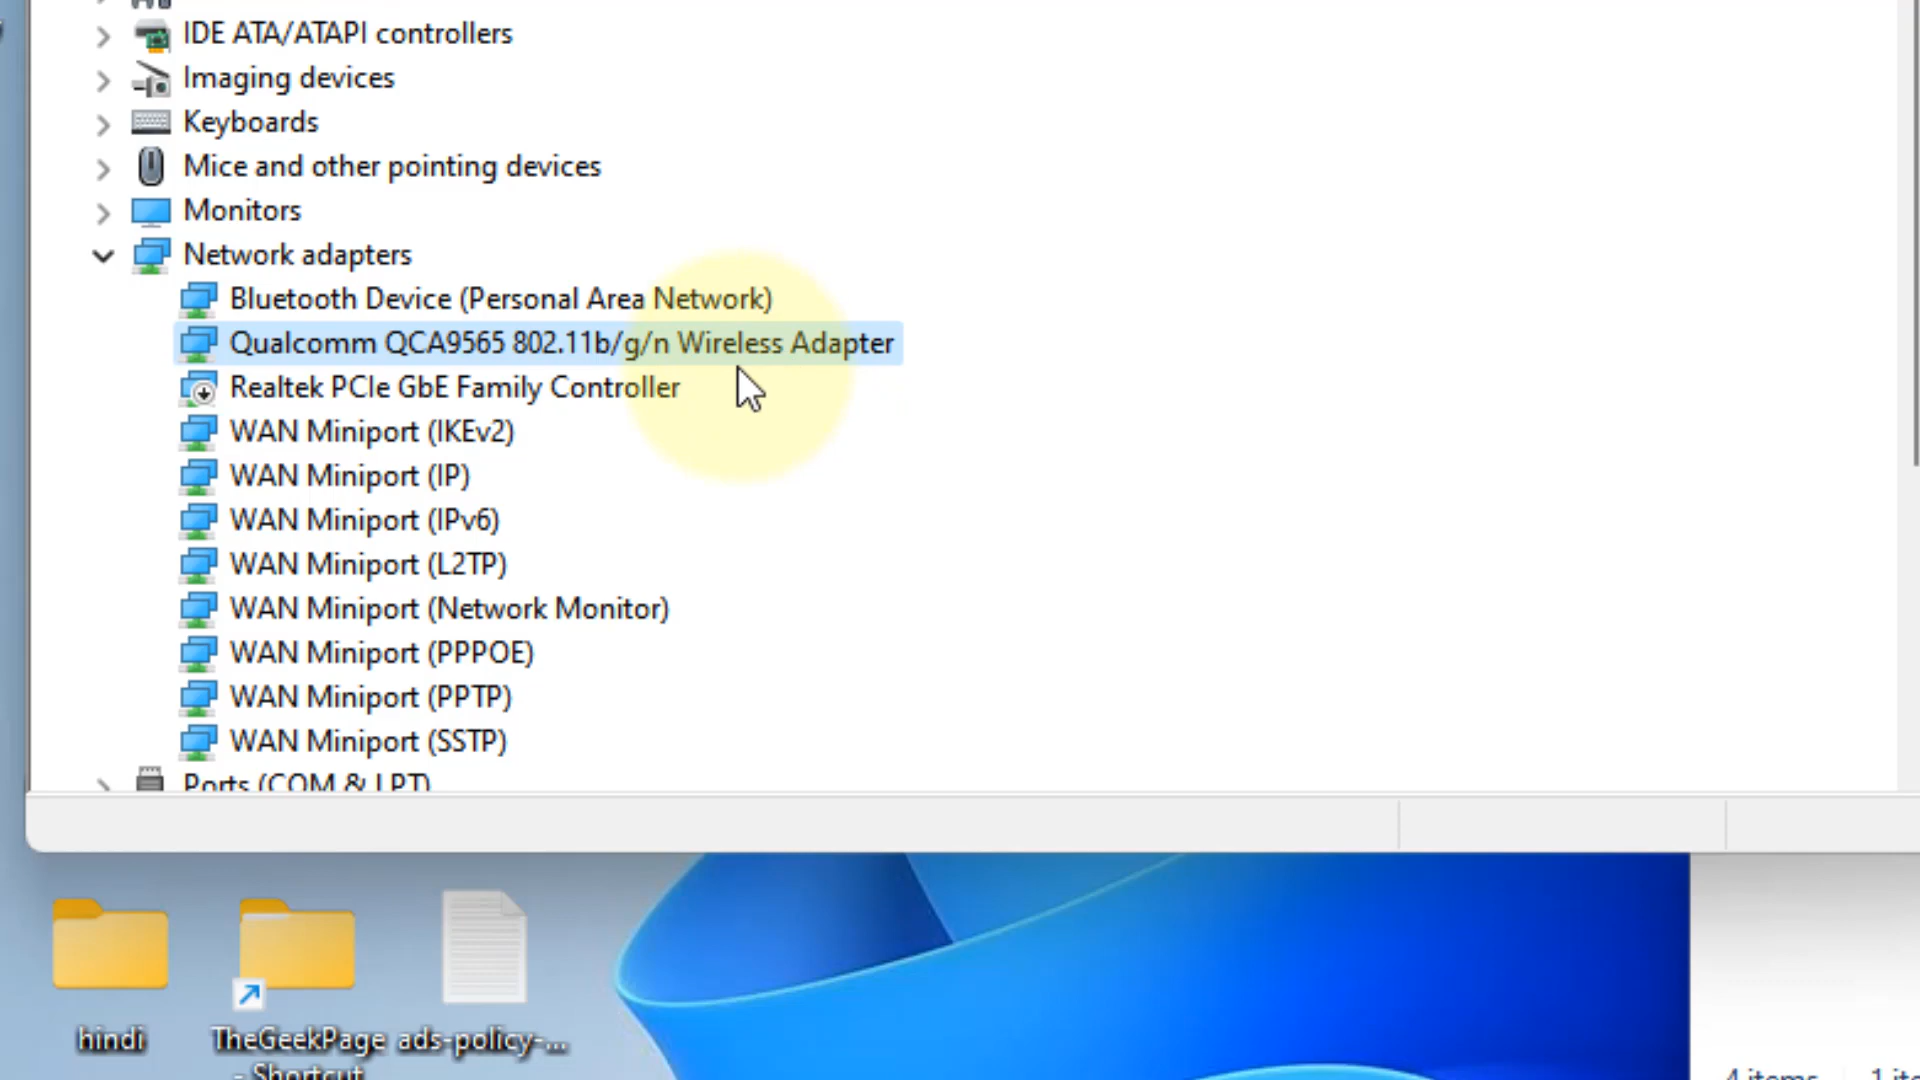 IDE ATA/ATAPI controllers
Imaging devices
Keyboards
Mice and other pointing devices
Monitors
Network adapters
Bluetooth Device (Personal Area Network)
Qualcomm QCA9565 802.11b/g/n Wireless Adapter
Realtek PCIe GbE Family Controller
WAN Miniport (IKEv2)
WAN Miniport (IP)
WAN Miniport (IPv6)
WAN Miniport (L2TP)
WAN Miniport (Network Monitor)
WAN Miniport (PPPOE)
WAN Miniport (PPTP)
WAN Miniport (SSTP)
Ports (COM & LPT)
hindi
TheGeekPage
- Shortcut
ads-policy-...
4 items